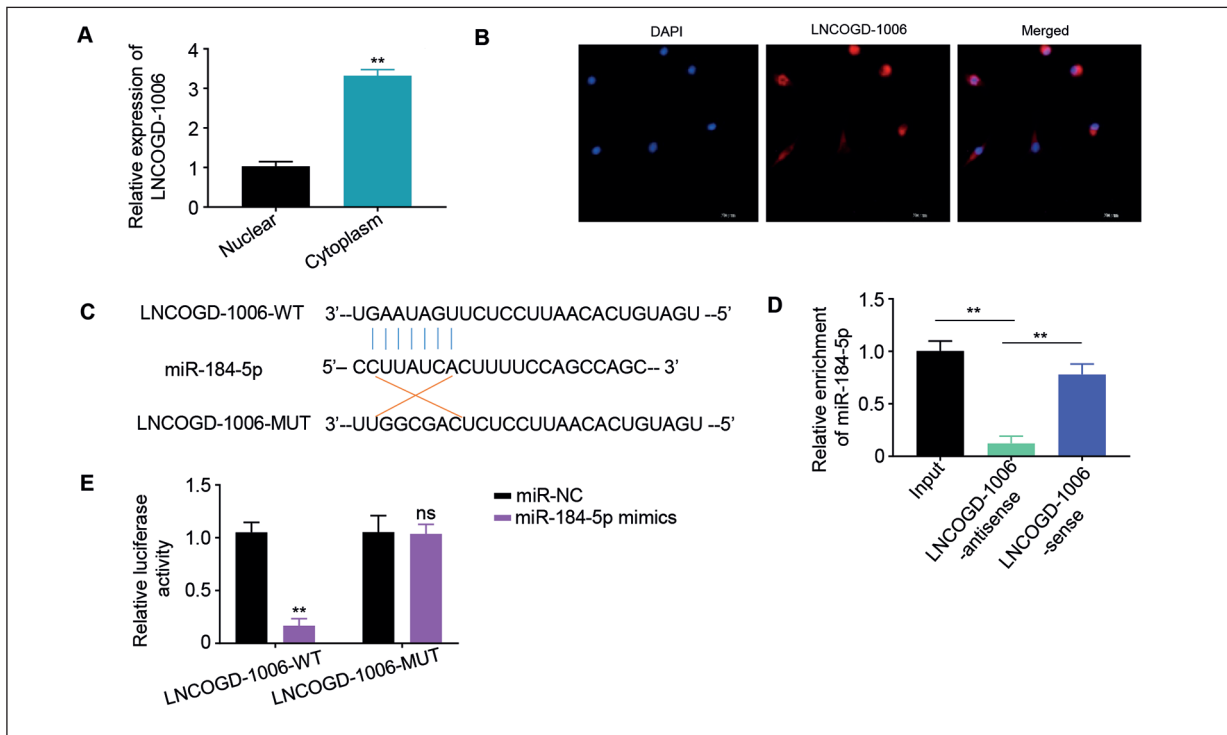 A
Relative expression of
LNCOGD-1006
4
3
2
1
0
**
Nuclear
Cytoplasm
B
DAPI
LNCOGD-1006
Merged
C
LNCOGD-1006-WT 3’--UGAAUAGUUCUCCUUAACACUGUAGU --5’
miR-184-5p 5’– CCUUAUCACUUUUCCAGCCAGC-- 3’
LNCOGD-1006-MUT 3’--UUGGCGACUCUCCUUAACACUGUAGU --5’
D
Relative enrichment
of miR-184-5p
1.5
1.0
0.5
0
**
**
Input
LNCOGD-1006
-antisense
LNCOGD-1006
-sense
E
Relative luciferase
activity
1.5
1.0
0.5
0
**
ns
miR-NC
miR-184-5p mimics
LNCOGD-1006-WT
LNCOGD-1006-MUT